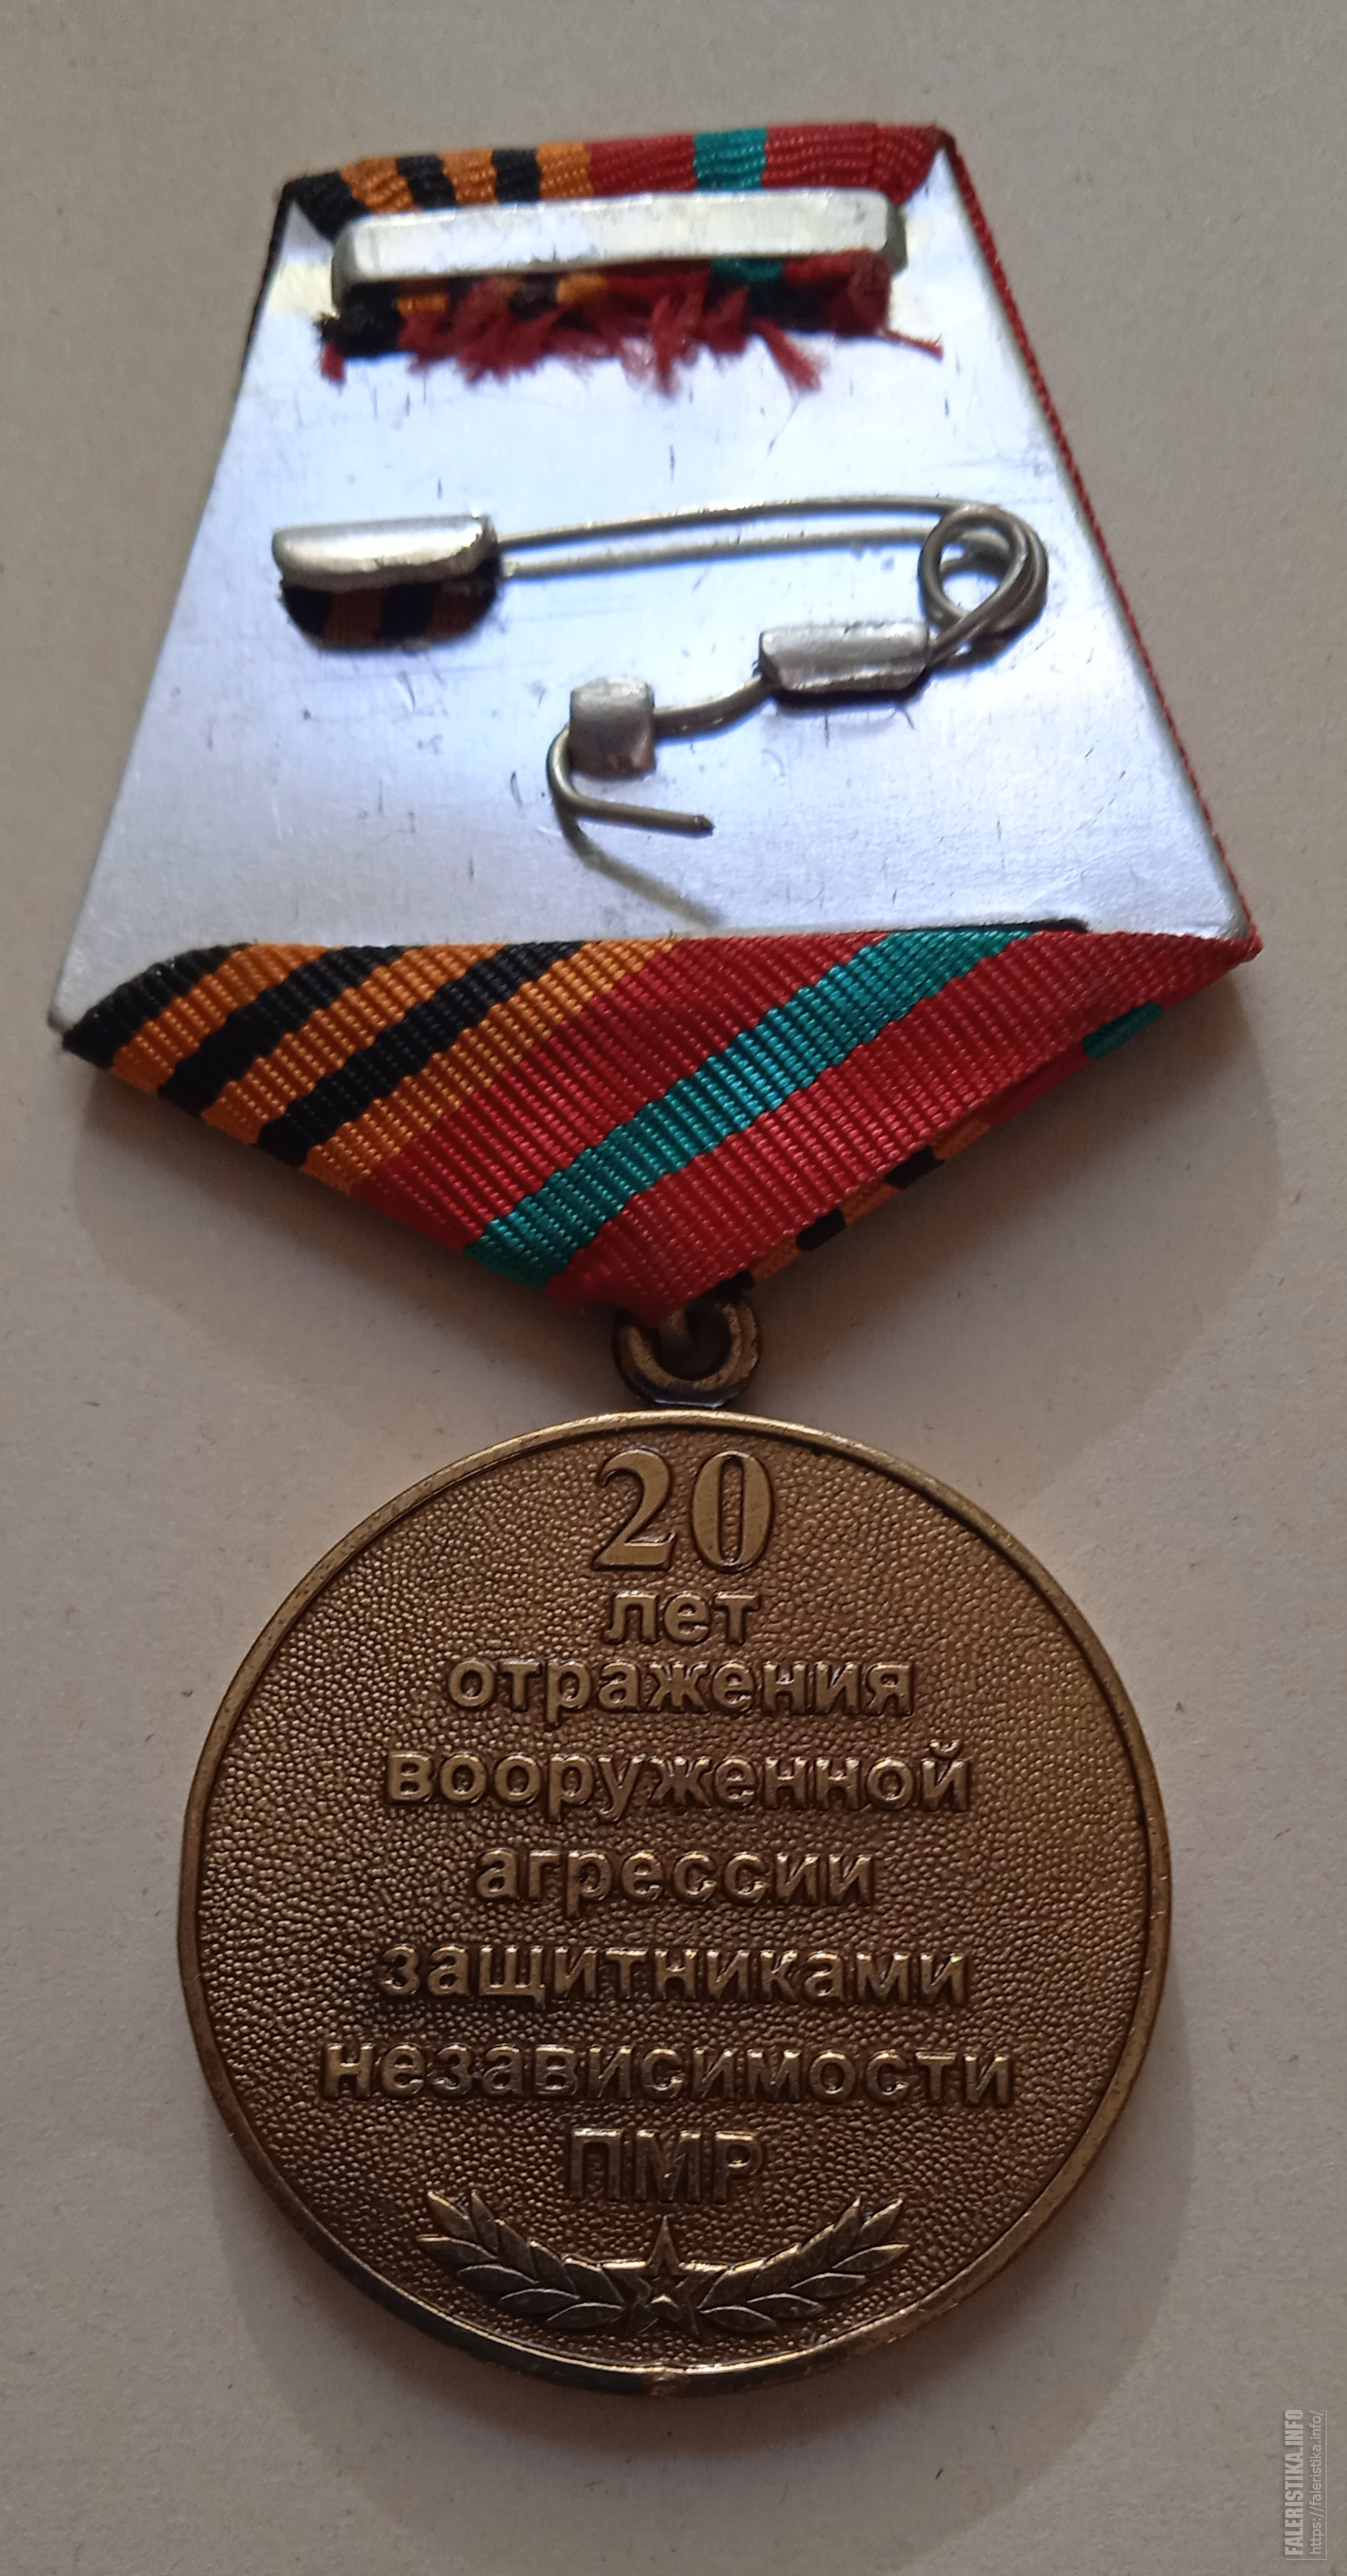 20
лет
отражения
вооруженной
агрессии
защитниками
независимости
ПМР
FALERISTIKA.INFO
https://faleristika.info/